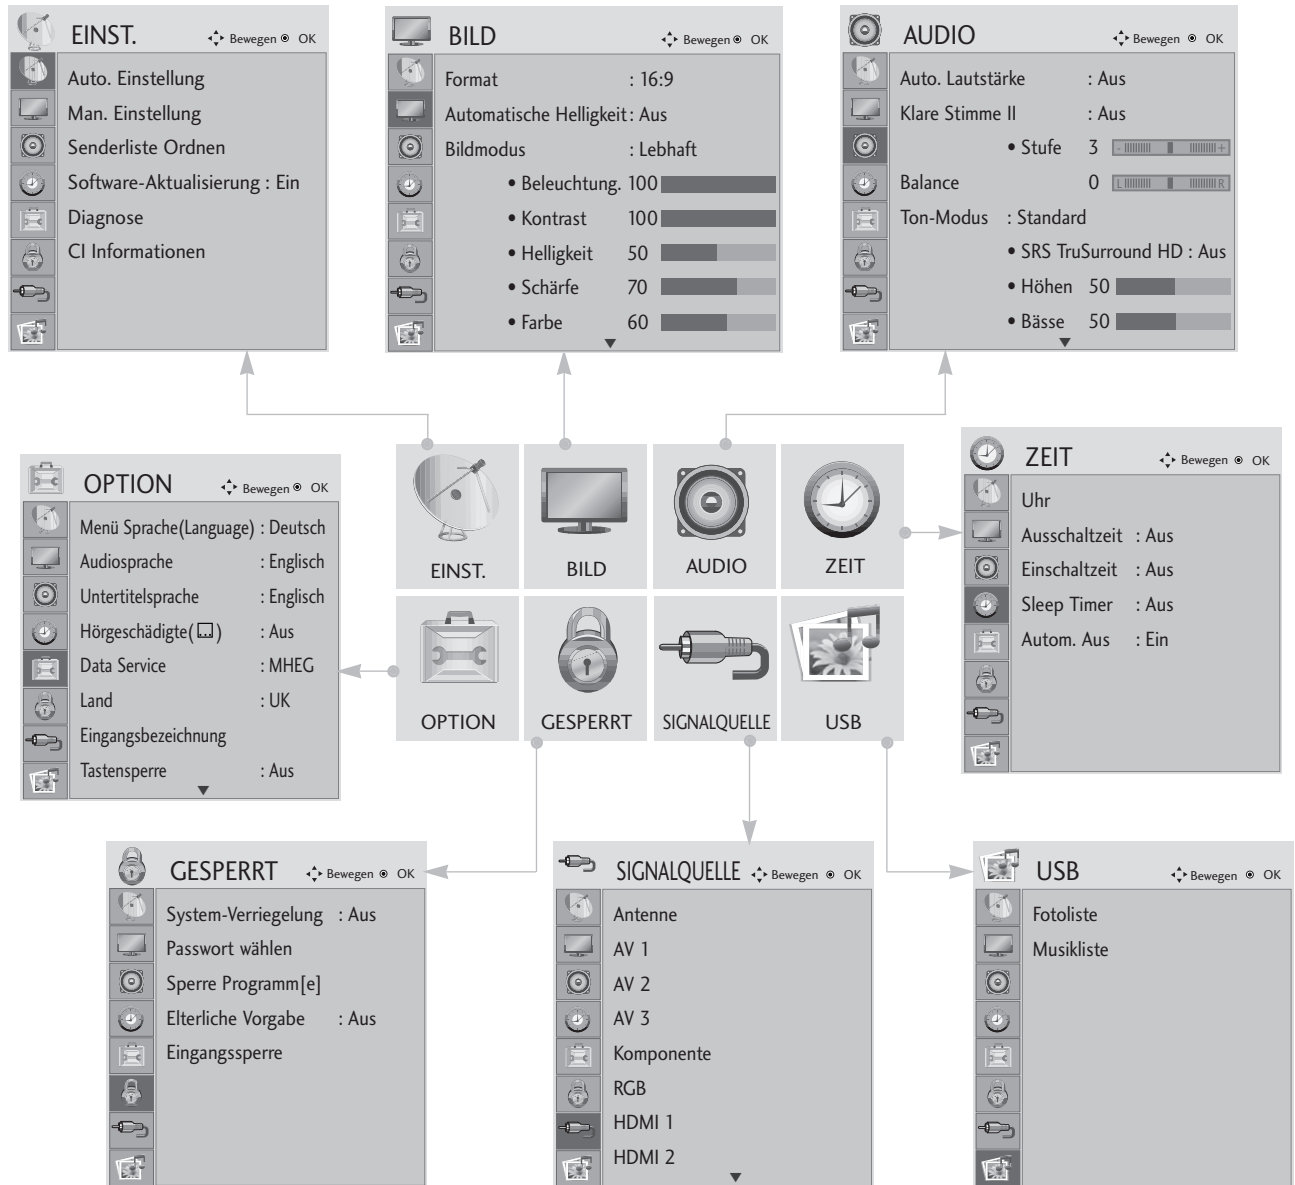 EINST. Bewegen OK
Auto. Einstellung
Man. Einstellung
Senderliste Ordnen
Software-Aktualisierung : Ein
Diagnose
CI Informationen
BILD Bewegen OK
Format : 16:9
Automatische Helligkeit : Aus
Bildmodus : Lebhaft
• Beleuchtung. 100
• Kontrast 100
• Helligkeit 50
• Schärfe 70
• Farbe 60
AUDIO Bewegen OK
Auto. Lautstärke : Aus
Klare Stimme II : Aus
• Stufe 3 - +
Balance 0 L R
Ton-Modus : Standard
• SRS TruSurround HD : Aus
• Höhen 50
• Bässe 50
OPTION Bewegen OK
Menü Sprache(Language) : Deutsch
Audiosprache : Englisch
Untertitelsprache : Englisch
Hörgeschädigte( ) : Aus
Data Service : MHEG
Land : UK
Eingangsbezeichnung
Tastensperre : Aus
EINST.
BILD
AUDIO
ZEIT
OPTION
GESPERRT
SIGNALQUELLE
USB
ZEIT Bewegen OK
Uhr
Ausschaltzeit : Aus
Einschaltzeit : Aus
Sleep Timer : Aus
Autom. Aus : Ein
GESPERRT Bewegen OK
System-Verriegelung : Aus
Passwort wählen
Sperre Programm[e]
Elterliche Vorgabe : Aus
Eingangssperre
SIGNALQUELLE Bewegen OK
Antenne
AV 1
AV 2
AV 3
Komponente
RGB
HDMI 1
HDMI 2
USB Bewegen OK
Fotoliste
Musikliste